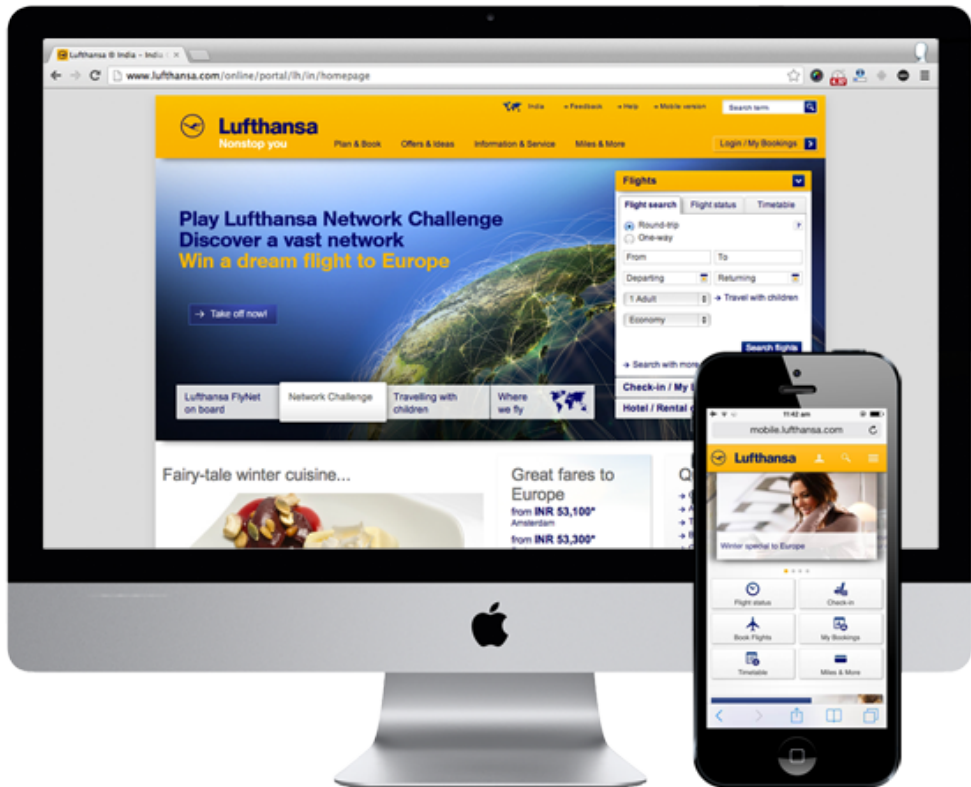 Lufthansa ® India - India
www.lufthansa.com/online/portal/lh/in/homepage
India
Feedback
Help
Mobile version
Search term
Lufthansa
Nonstop you
Plan & Book
Offers & Ideas
Information & Service
Miles & More
Login / My Bookings
Play Lufthansa Network Challenge
Discover a vast network
Win a dream flight to Europe
Take off now!
Flights
Flight search
Flight status
Timetable
Round-trip
?
One-way
From
To
Departing
Returning
1 Adult
Travel with children
Economy
Search flights
Search with more
Check-in / My
Hotel / Rental
Lufthansa FlyNet
on board
Network Challenge
Travelling with
children
Where
we fly
Fairy-tale winter cuisine...
Great fares to
Europe
from INR 53,100*
Amsterdam
from INR 53,300*
11:42 am
mobile.lufthansa.com
Lufthansa
Winter special to Europe
Flight status
Check-in
Book Flights
My Bookings
Timetable
Miles & More